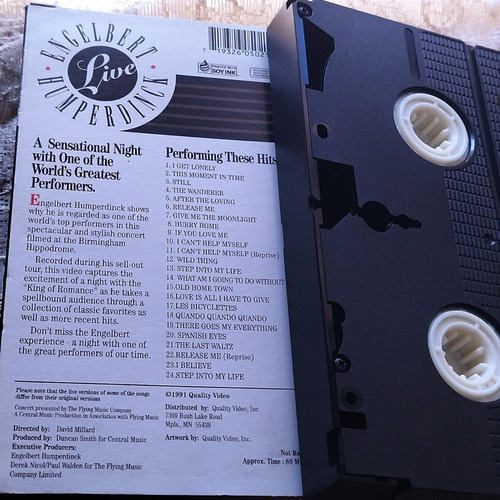 ENGELBERT
Live
HUMPERDINCK
7 19326 0502
PRINTED WITH
SOY INK
A Sensational Night
with One of the
World's Greatest
Performers.
Engelbert Humperdinck shows
why he is regarded as one of the
world's top performers in this
spectacular and stylish concert
filmed at the Birmingham
Hippodrome.
Recorded during his sell-out
tour, this video captures the
excitement of a night with the
"King of Romance" as he takes a
spellbound audience through a
collection of classic favorites as
well as more recent hits.
Don't miss the Engelbert
experience - a night with one of
the great performers of our time.
Performing These Hits
1. I GET LONELY
2. THIS MOMENT IN TIME
3. STILL
4. THE WANDERER
5. AFTER THE LOVING
6. RELEASE ME
7. GIVE ME THE MOONLIGHT
8. HURRY HOME
9. IF YOU LOVE ME
10. I CAN'T HELP MYSELF
11. I CAN'T HELP MYSELF (Reprise)
12. WILD THING
13. STEP INTO MY LIFE
14. WHAT AM I GOING TO DO WITHOUT
15. OLD HOME TOWN
16. LOVE IS ALL I HAVE TO GIVE
17. LES BICYCLETTES
18 QUANDO QUANDO QUANDO
19. THERE GOES MY EVERYTHING
20. SPANISH EYES
21. THE LAST WALTZ
22. RELEASE ME (Reprise)
23. I BELIEVE
24. STEP INTO MY LIFE
Please note that the live versions of some of the songs
differ from their original versions
Concert presented by The Flying Music Company
A Central Music Production in Association with Flying Music
Directed by: David Millard
Produced by: Duncan Smith for Central Music
Executive Producers:
Engelbert Humperdinck
Derek Nicol/Paul Walden for The Flying Music
Company Limited
©1991 Quality Video
Distributed by: Quality Video, Inc.
7399 Bush Lake Road
Mpls., MN 55439
Artwork by: Quality Video, Inc.
Not Ra
Approx. Time : 80 M